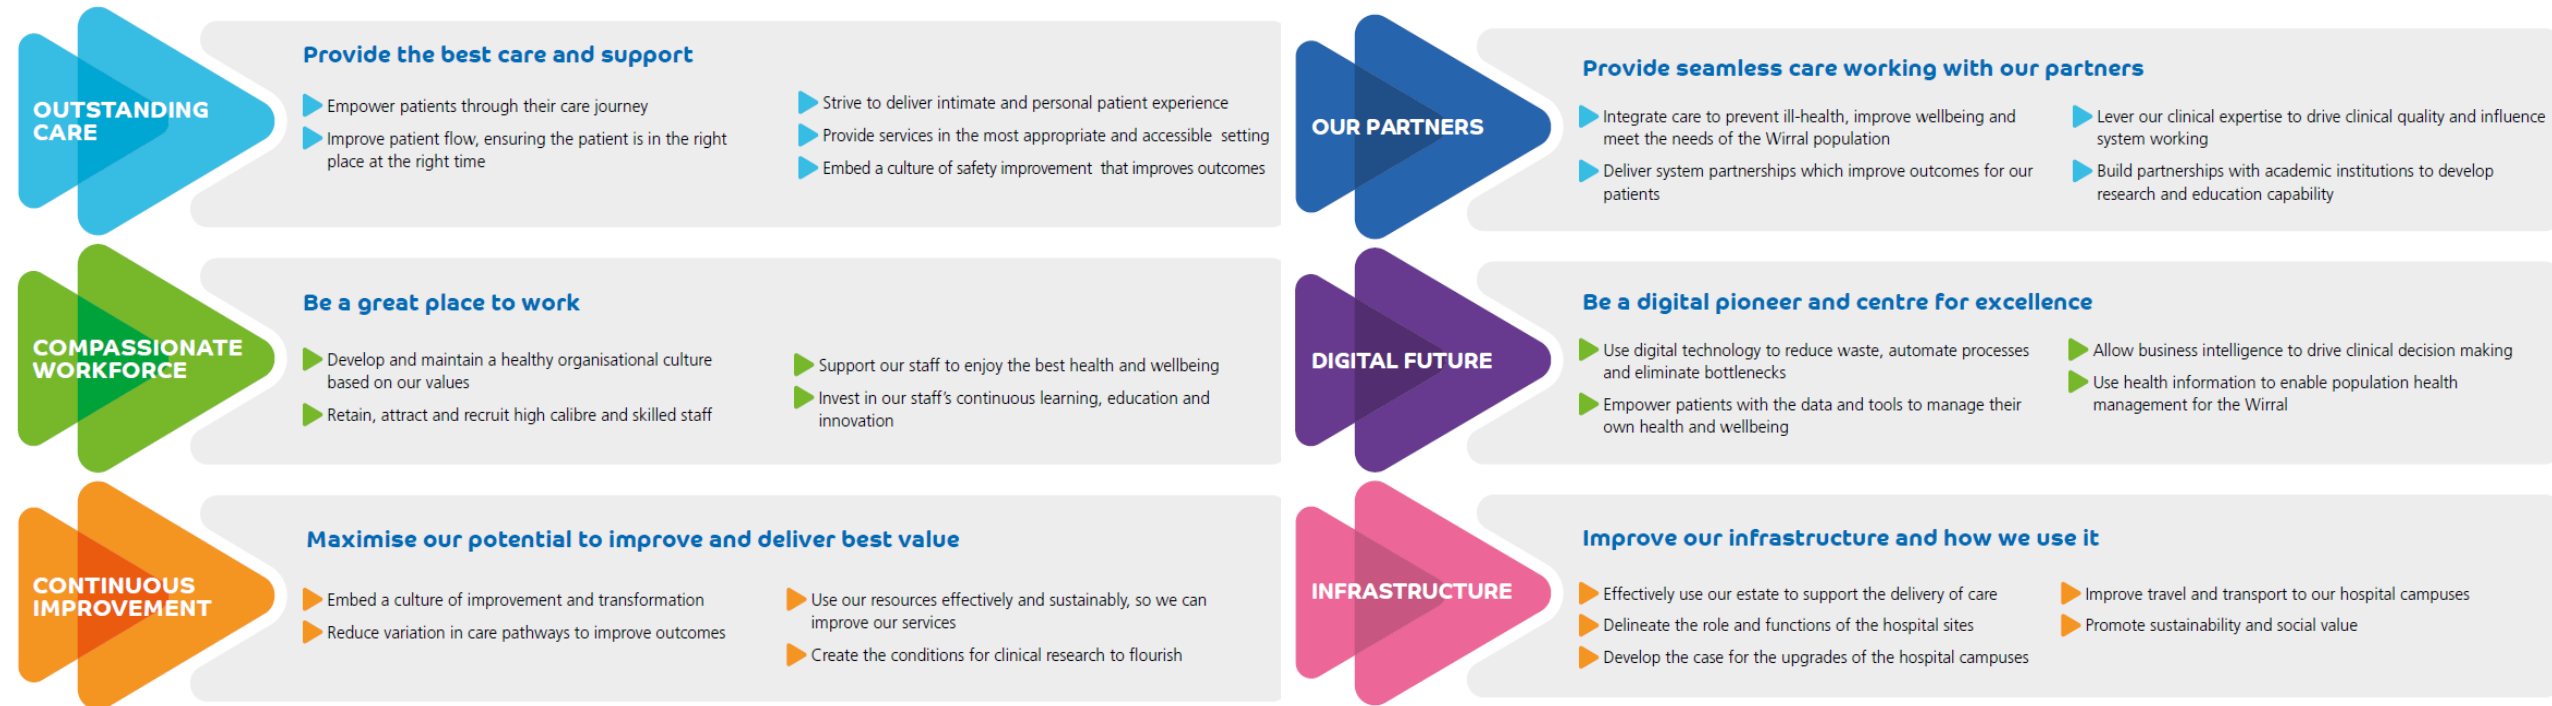 OUTSTANDING
CARE
Provide the best care and support
Empower patients through their care journey
Improve patient flow, ensuring the patient is in the right
place at the right time
Strive to deliver intimate and personal patient experience
Provide services in the most appropriate and accessible setting
Embed a culture of safety improvement that improves outcomes
COMPASSIONATE
WORKFORCE
Be a great place to work
Develop and maintain a healthy organisational culture
based on our values
Retain, attract and recruit high calibre and skilled staff
Support our staff to enjoy the best health and wellbeing
Invest in our staff's continuous learning, education and
innovation
CONTINUOUS
IMPROVEMENT
Maximise our potential to improve and deliver best value
Embed a culture of improvement and transformation
Reduce variation in care pathways to improve outcomes
Use our resources effectively and sustainably, so we can
improve our services
Create the conditions for clinical research to flourish
OUR PARTNERS
Provide seamless care working with our partners
Integrate care to prevent ill-health, improve wellbeing and
meet the needs of the Wirral population
Deliver system partnerships which improve outcomes for our
patients
Lever our clinical expertise to drive clinical quality and influence
system working
Build partnerships with academic institutions to develop
research and education capability
DIGITAL FUTURE
Be a digital pioneer and centre for excellence
Use digital technology to reduce waste, automate processes
and eliminate bottlenecks
Empower patients with the data and tools to manage their
own health and wellbeing
Allow business intelligence to drive clinical decision making
Use health information to enable population health
management for the Wirral
INFRASTRUCTURE
Improve our infrastructure and how we use it
Effectively use our estate to support the delivery of care
Delineate the role and functions of the hospital sites
Develop the case for the upgrades of the hospital campuses
Improve travel and transport to our hospital campuses
Promote sustainability and social value